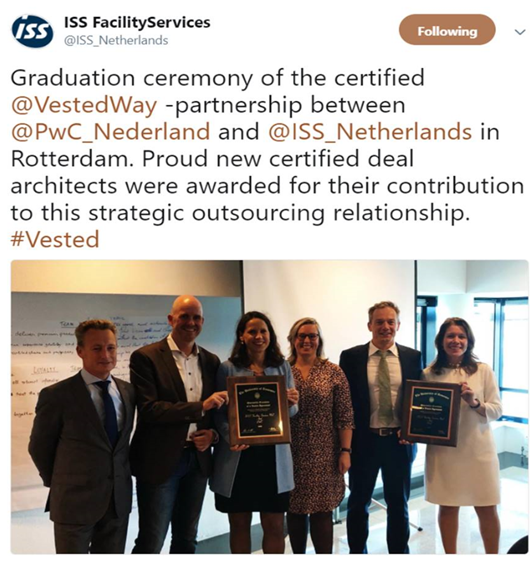 ISS
ISS FacilityServices
@ISS_Netherlands
Following
Graduation ceremony of the certified
@VestedWay -partnership between
@PwC_Nederland and @ISS_Netherlands in
Rotterdam. Proud new certified deal
architects were awarded for their contribution
to this strategic outsourcing relationship.
#Vested